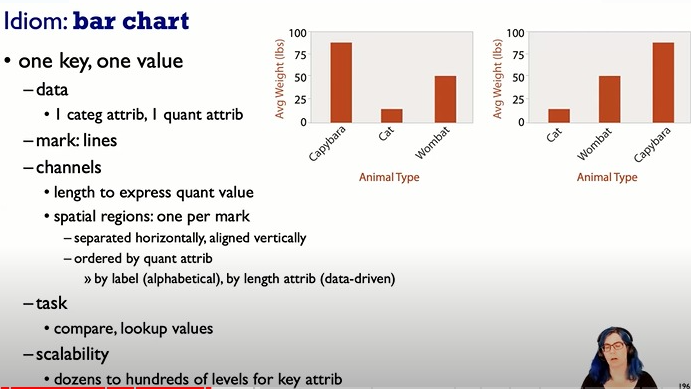 Idiom: bar chart
• one key, one value
– data
• 1 categ attrib, 1 quant attrib
– mark: lines
– channels
• length to express quant value
• spatial regions: one per mark
– separated horizontally, aligned vertically
– ordered by quant attrib
» by label (alphabetical), by length attrib (data-driven)
– task
• compare, lookup values
– scalability
• dozens to hundreds of levels for key attrib
Avg Weight (lbs)
100
75
50
25
0
Capybara
Cat
Wombat
Animal Type
Avg Weight (lbs)
100
75
50
25
0
Cat
Wombat
Capybara
Animal Type
196